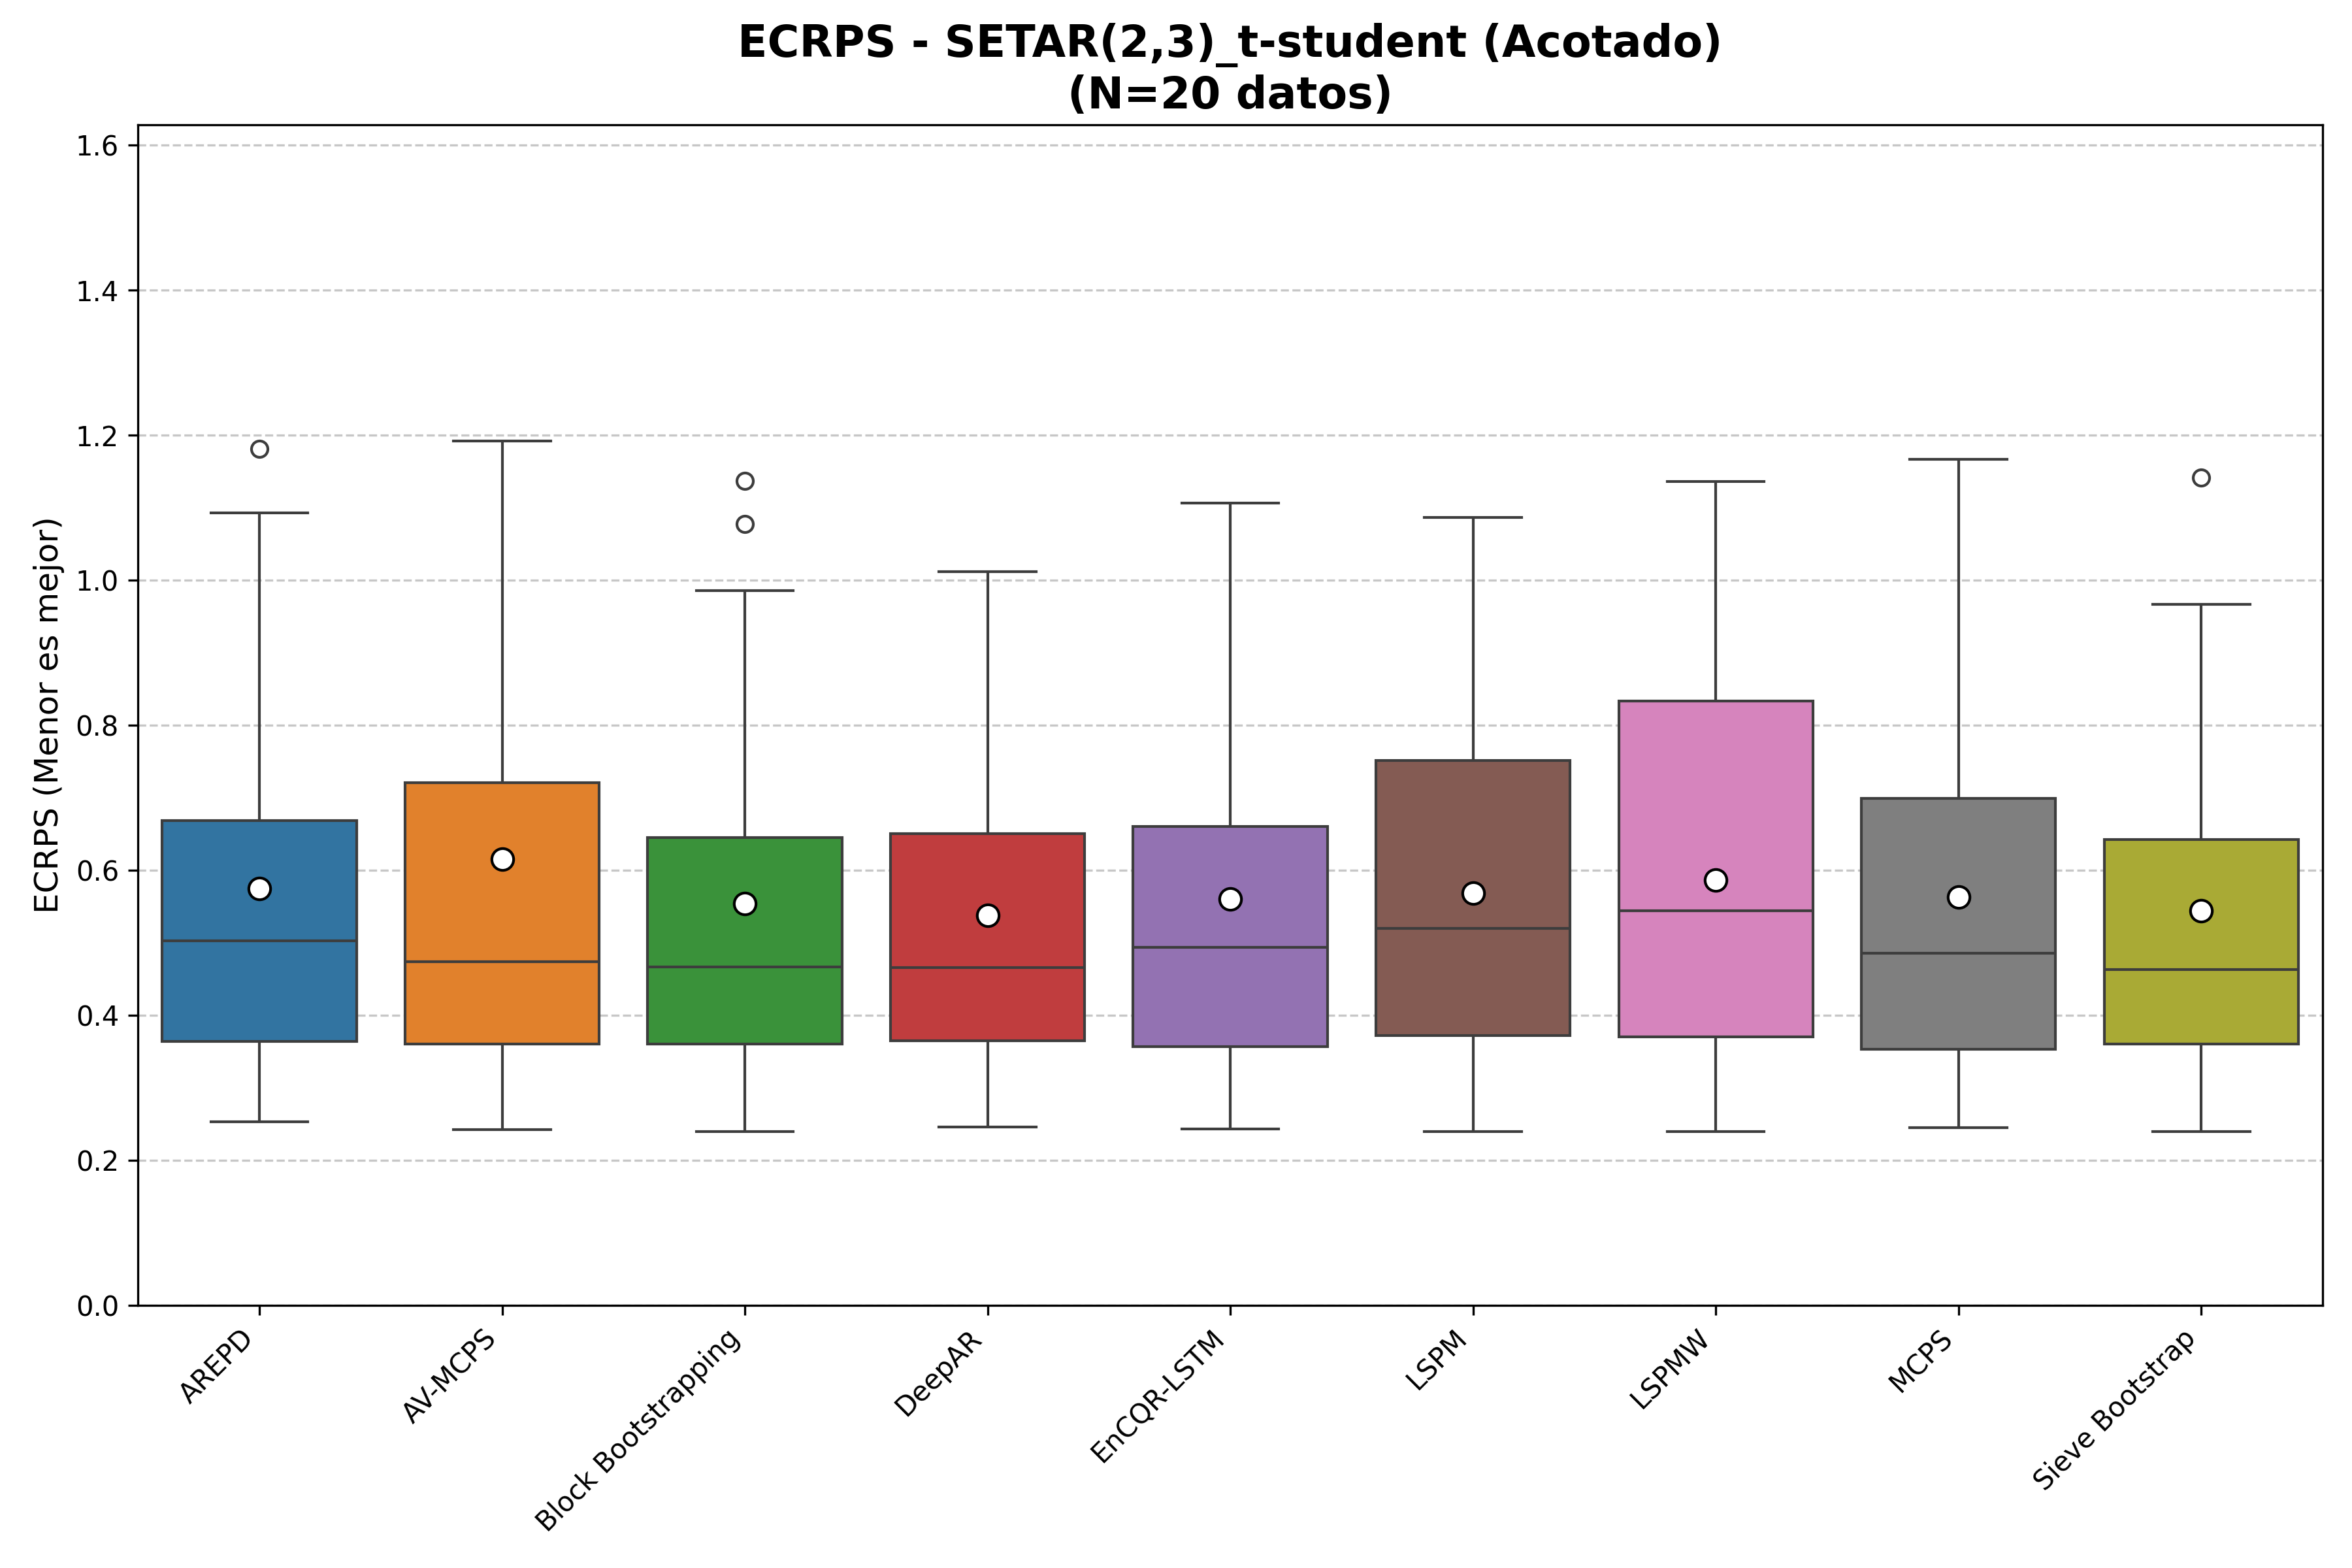 ECRPS - SETAR(2,3)_t-student (Acotado)
(N=20 datos)
ECRPS (Menor es mejor)
1.6
1.4
1.2
1.0
0.8
0.6
0.4
0.2
0.0
AREPD
AV-MCPS
Block Bootstrapping
DeepAR
EnCQR-LSTM
LSPM
LSPMW
MCPS
Sieve Bootstrap